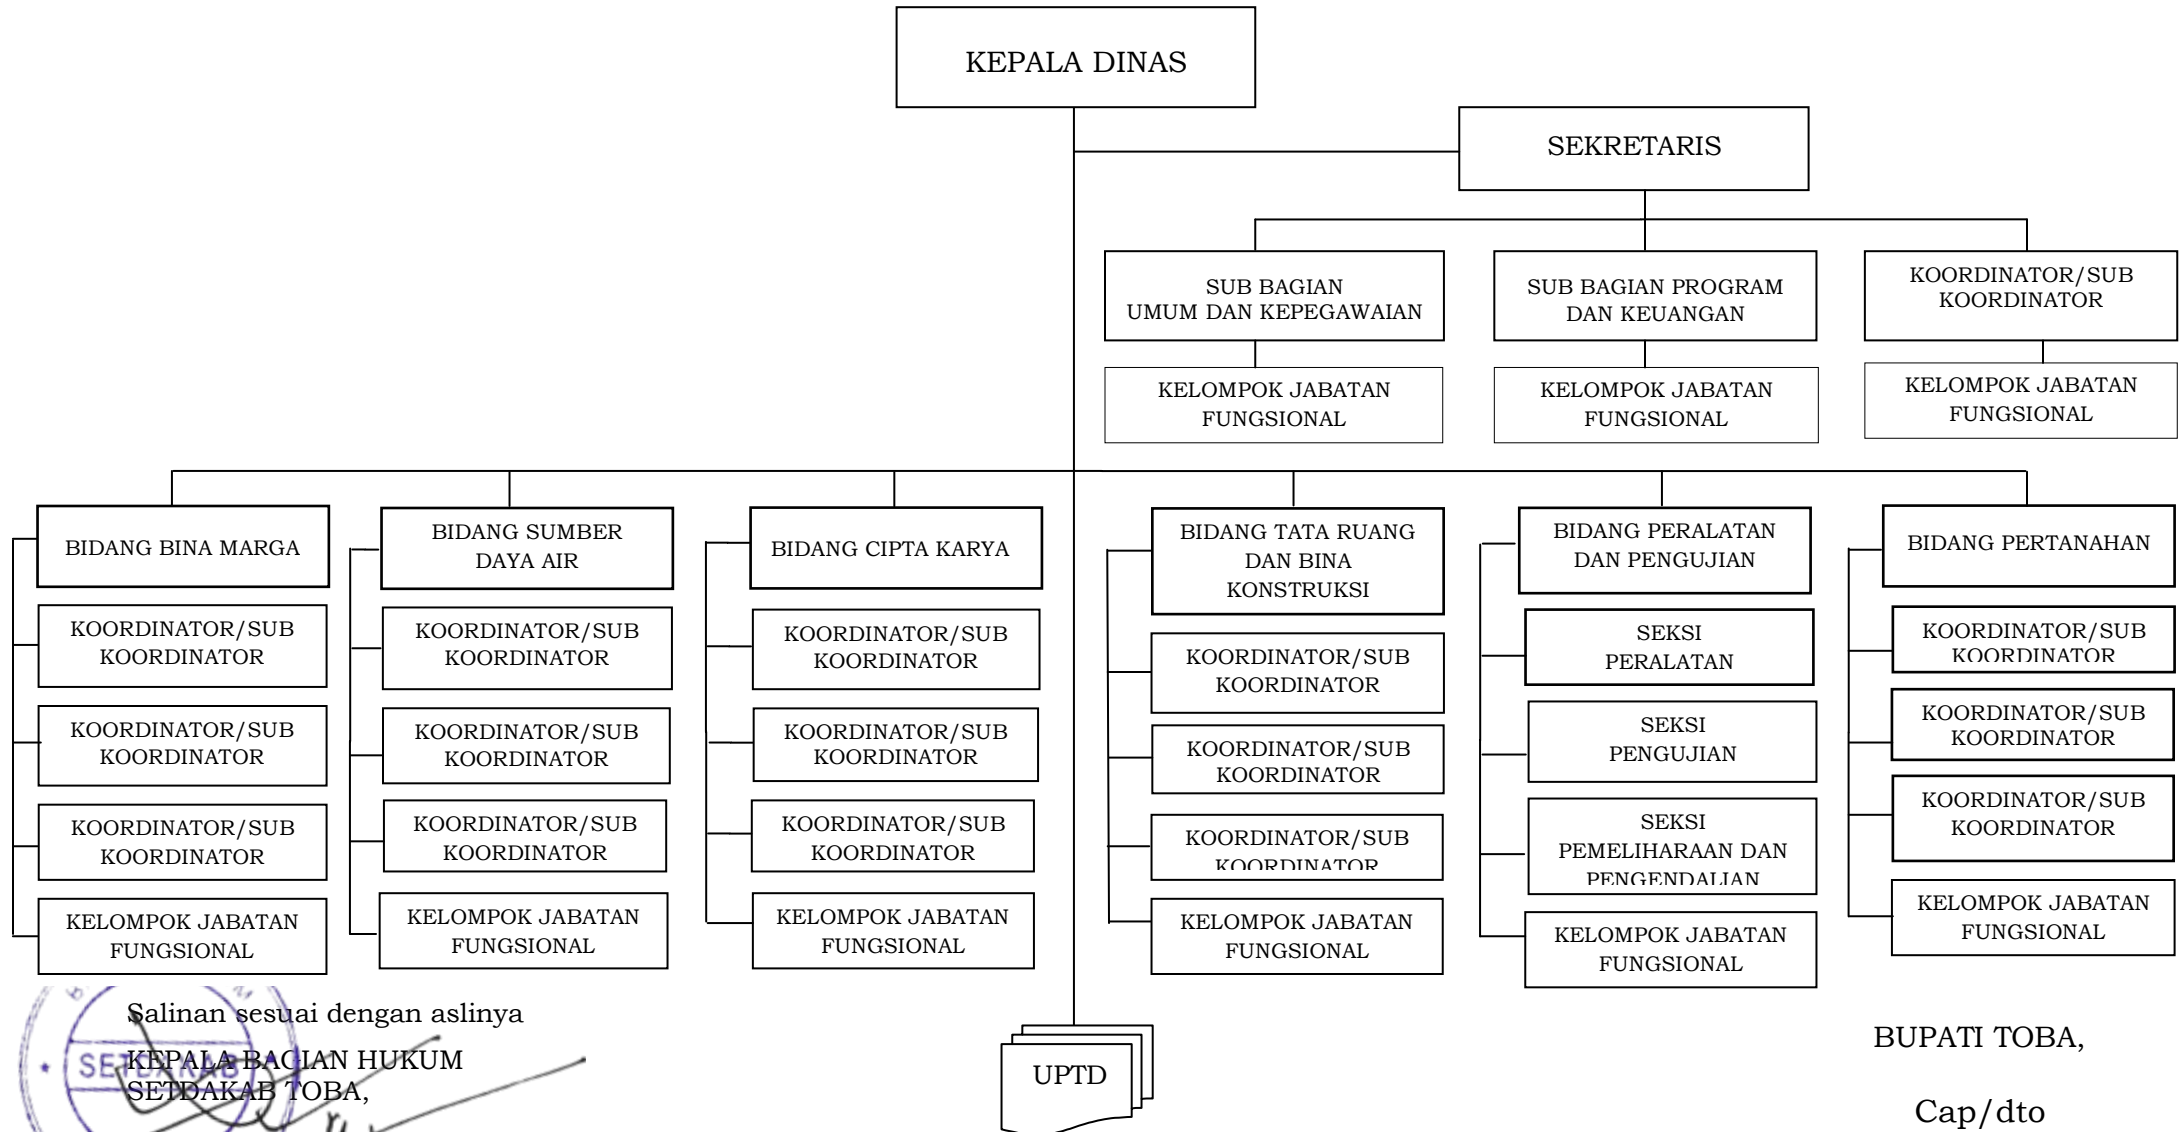 KEPALA DINAS
SEKRETARIS
SUB BAGIAN
UMUM DAN KEPEGAWAIAN
SUB BAGIAN PROGRAM
DAN KEUANGAN
KOORDINATOR/SUB
KOORDINATOR
KELOMPOK JABATAN
FUNGSIONAL
KELOMPOK JABATAN
FUNGSIONAL
KELOMPOK JABATAN
FUNGSIONAL
BIDANG BINA MARGA
KOORDINATOR/SUB
KOORDINATOR
KOORDINATOR/SUB
KOORDINATOR
KOORDINATOR/SUB
KOORDINATOR
KELOMPOK JABATAN
FUNGSIONAL
BIDANG SUMBER
DAYA AIR
KOORDINATOR/SUB
KOORDINATOR
KOORDINATOR/SUB
KOORDINATOR
KOORDINATOR/SUB
KOORDINATOR
KELOMPOK JABATAN
FUNGSIONAL
BIDANG CIPTA KARYA
KOORDINATOR/SUB
KOORDINATOR
KOORDINATOR/SUB
KOORDINATOR
KOORDINATOR/SUB
KOORDINATOR
KELOMPOK JABATAN
FUNGSIONAL
BIDANG TATA RUANG
DAN BINA
KONSTRUKSI
KOORDINATOR/SUB
KOORDINATOR
KOORDINATOR/SUB
KOORDINATOR
KOORDINATOR/SUB
KOORDINATOR
KELOMPOK JABATAN
FUNGSIONAL
BIDANG PERALATAN
DAN PENGUJIAN
SEKSI
PERALATAN
SEKSI
PENGUJIAN
SEKSI
PEMELIHARAAN DAN
PENGENDALIAN
KELOMPOK JABATAN
FUNGSIONAL
BIDANG PERTANAHAN
KOORDINATOR/SUB
KOORDINATOR
KOORDINATOR/SUB
KOORDINATOR
KOORDINATOR/SUB
KOORDINATOR
KELOMPOK JABATAN
FUNGSIONAL
UPTD
Salinan sesuai dengan aslinya
KEPALA BAGIAN HUKUM
SETDAKAB TOBA,
SETDAKAB
BUPATI TOBA,
Cap/dto